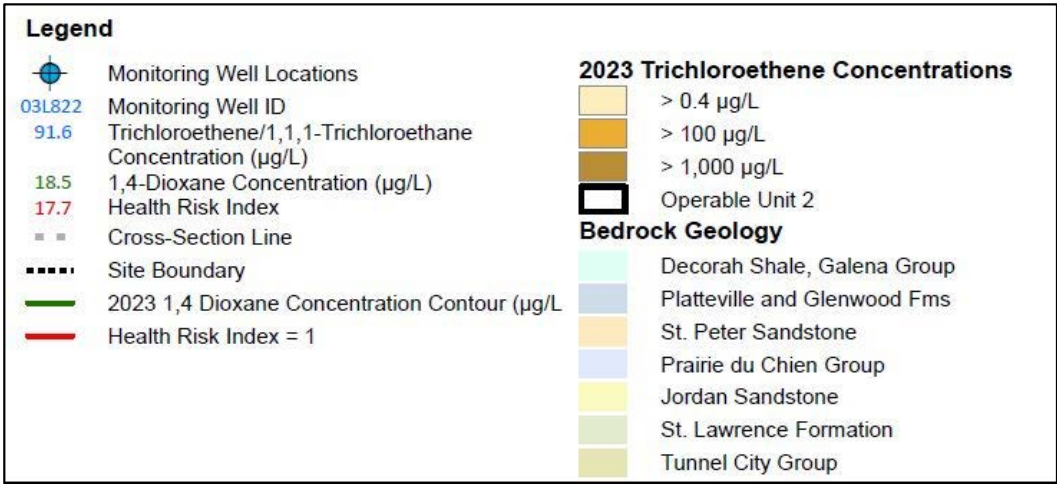 Legend
Monitoring Well Locations
03L822 Monitoring Well ID
91.6 Trichloroethene/1,1,1-Trichloroethane
Concentration (µg/L)
18.5 1,4-Dioxane Concentration (µg/L)
17.7 Health Risk Index
Cross-Section Line
Site Boundary
2023 1,4 Dioxane Concentration Contour (µg/L
Health Risk Index = 1
2023 Trichloroethene Concentrations
> 0.4 µg/L
> 100 µg/L
> 1,000 µg/L
Operable Unit 2
Bedrock Geology
Decorah Shale, Galena Group
Platteville and Glenwood Fms
St. Peter Sandstone
Prairie du Chien Group
Jordan Sandstone
St. Lawrence Formation
Tunnel City Group